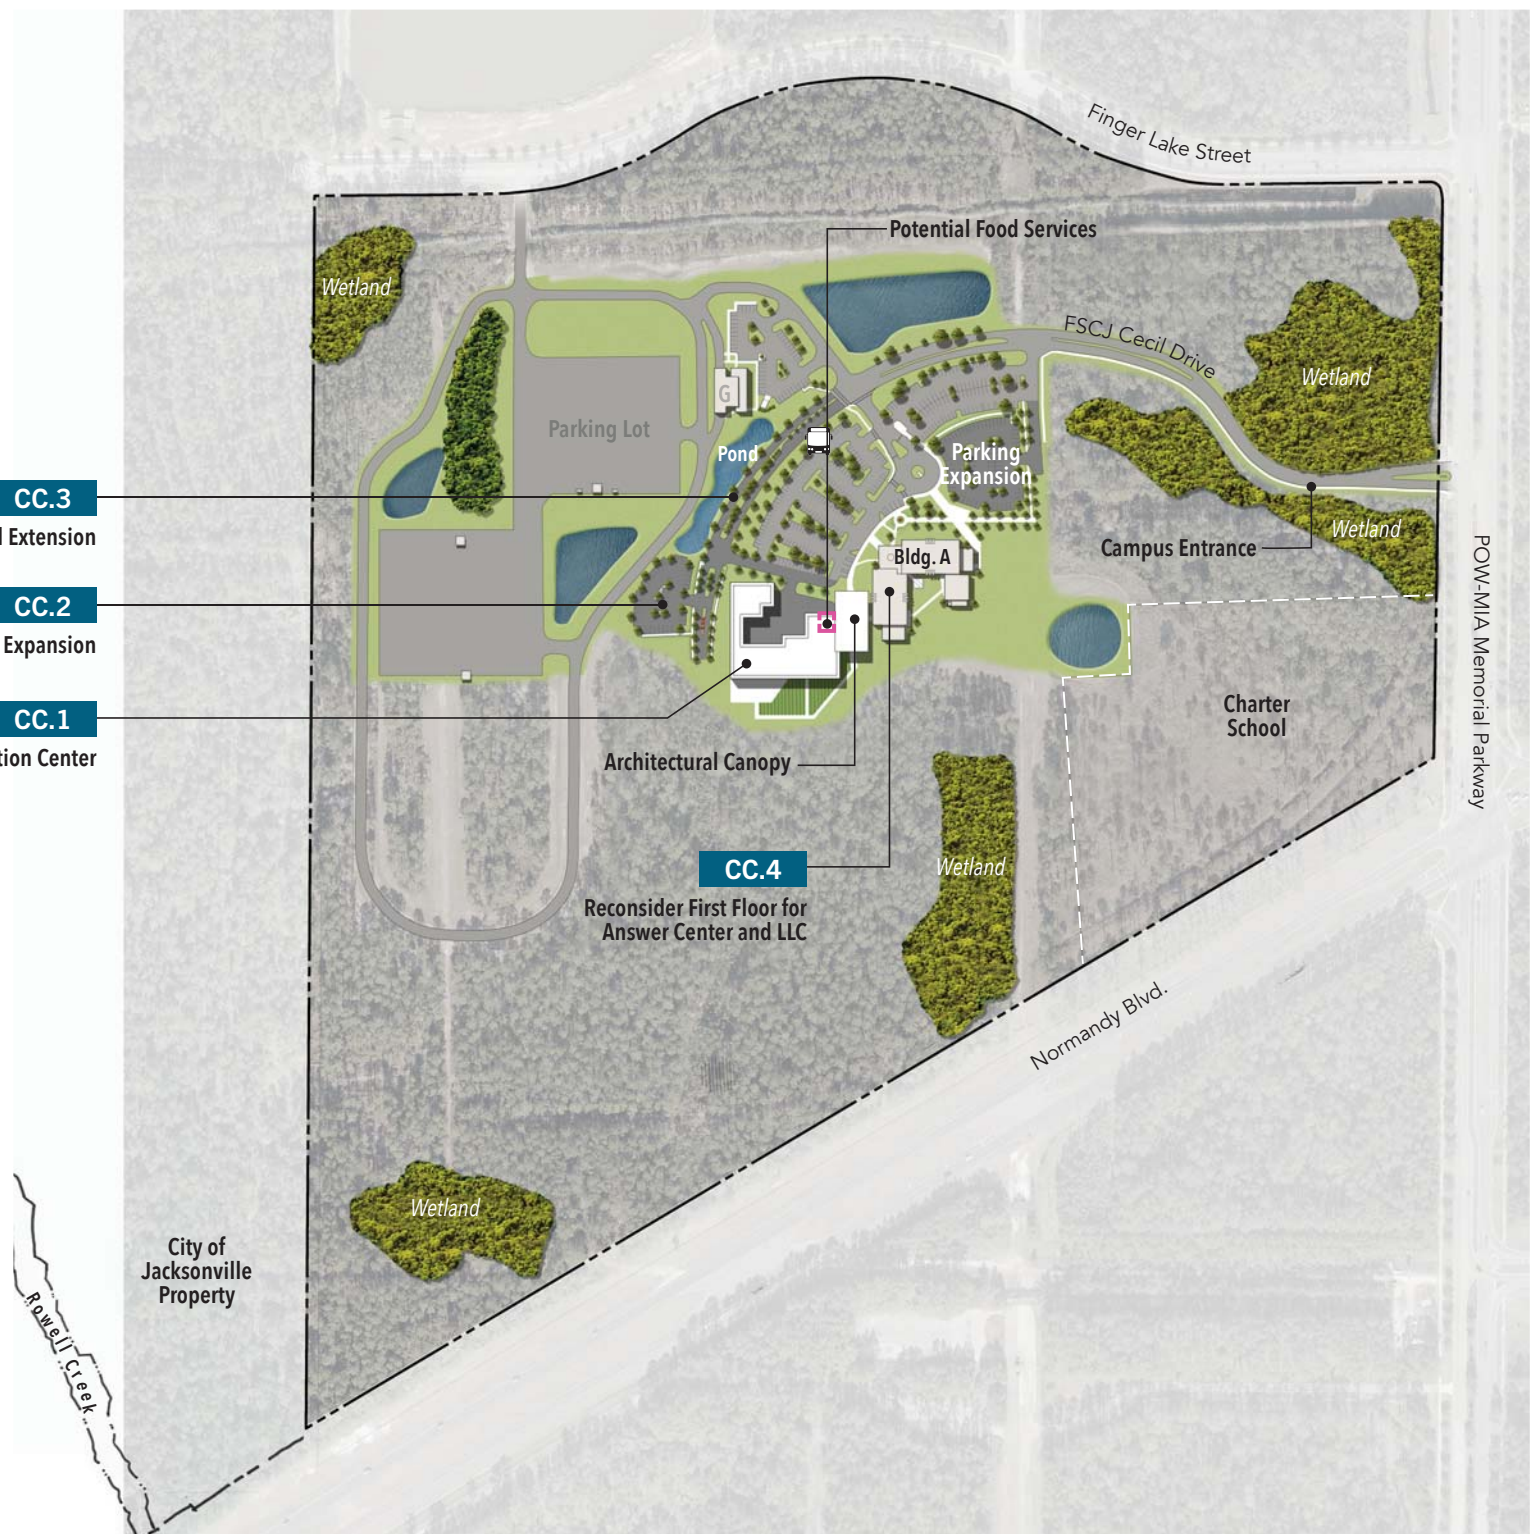 Finger Lake Street
Potential Food Services
Wetland
FSCJ Cecil Drive
Wetland
G
Parking Lot
Pond
Parking
Expansion
CC.3
Extension
Wetland
Campus Entrance
Bldg. A
CC.2
Expansion
POW-MIA Memorial Parkway
CC.1
Center
Charter
School
Architectural Canopy
CC.4
Wetland
Reconsider First Floor for
Answer Center and LLC
Normandy Blvd.
Wetland
City of
Jacksonville
Property
Rowell Creek